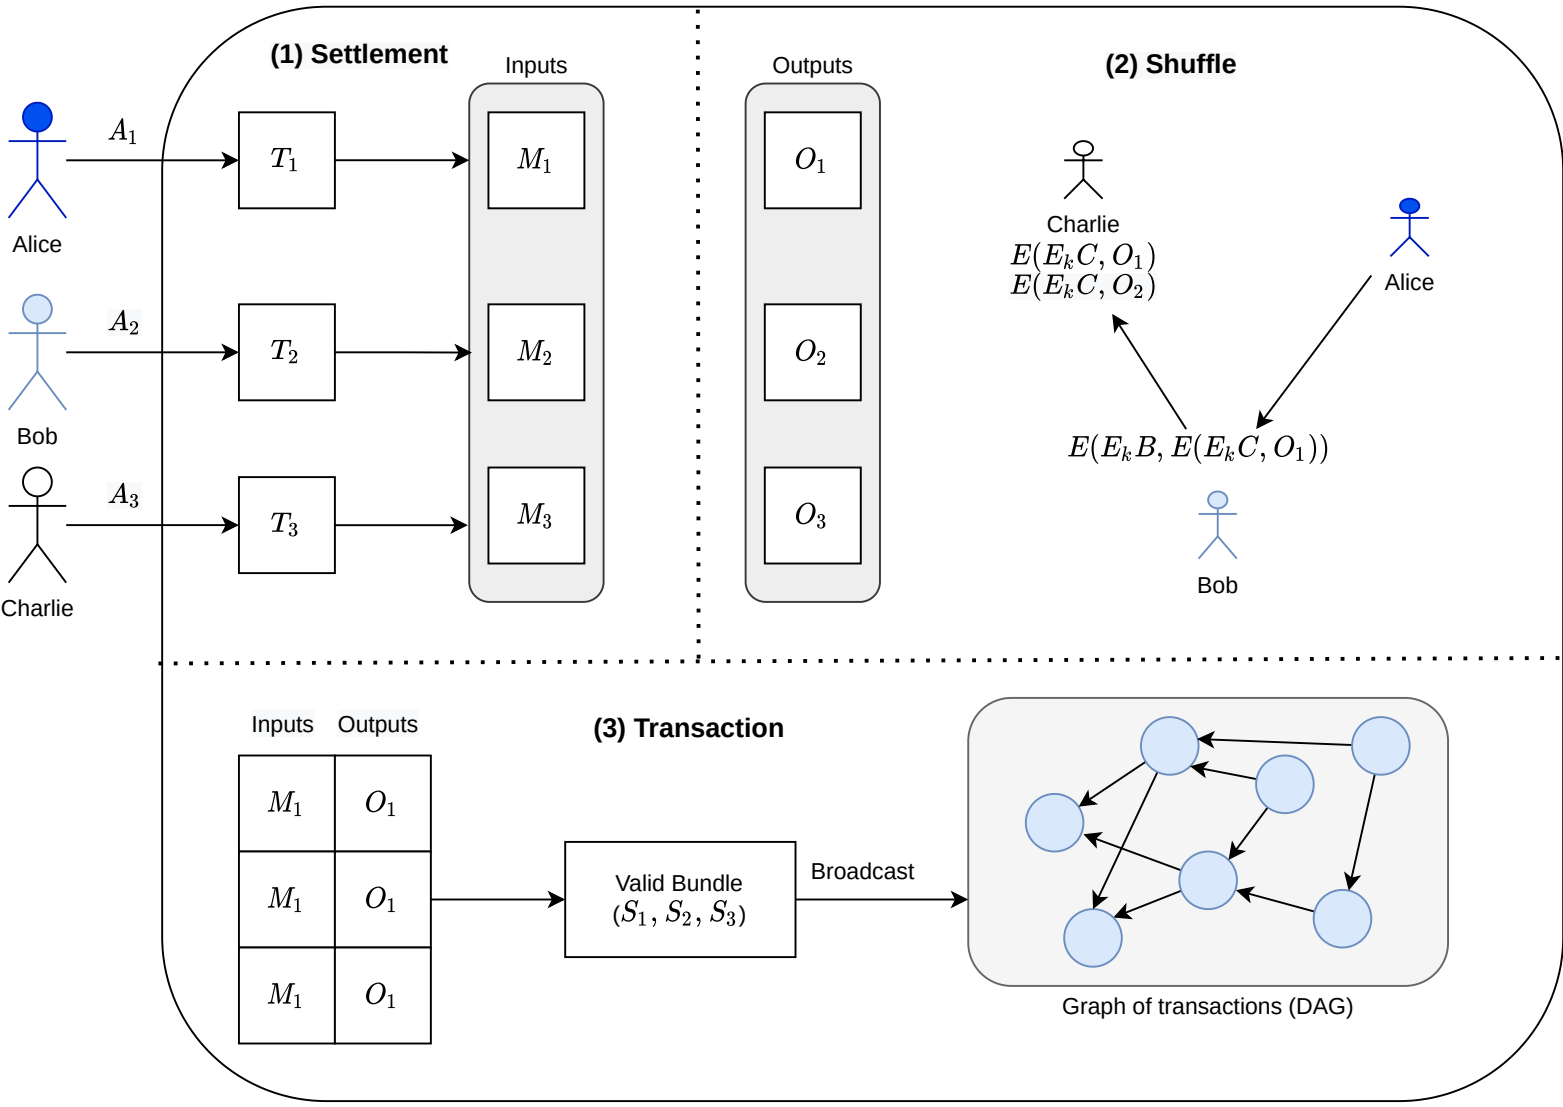 (1) Settlement
Inputs
A₁
T₁
M₁
Alice
A₂
T₂
M₂
Bob
A₃
T₃
M₃
Charlie
(2) Shuffle
Outputs
O₁
O₂
O₃
Charlie
E(EₖC, O₁)
E(EₖC, O₂)
Alice
E(EₖB, E(EₖC, O₁))
Bob
(3) Transaction
Inputs Outputs
M₁ O₁
M₁ O₁
M₁ O₁
Valid Bundle
(S₁, S₂, S₃)
Broadcast
Graph of transactions (DAG)